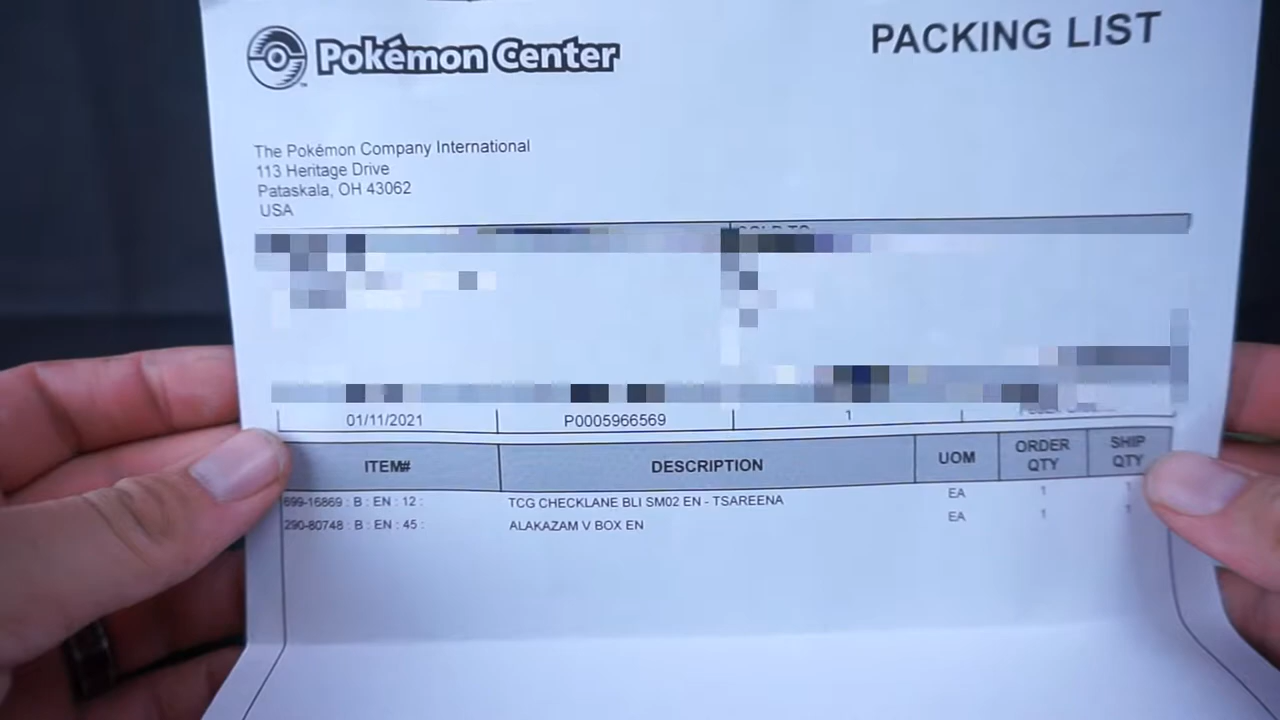 Pokémon Center
PACKING LIST
The Pokémon Company International
113 Heritage Drive
Pataskala, OH 43062
USA
01/11/2021 P0005966569 1
ITEM# DESCRIPTION UOM ORDER QTY SHIP QTY
699-16869 : B : EN : 12 : TCG CHECKLANE BLI SM02 EN - TSAREENA EA 1 1
290-80748 : B : EN : 45 : ALAKAZAM V BOX EN EA 1 1